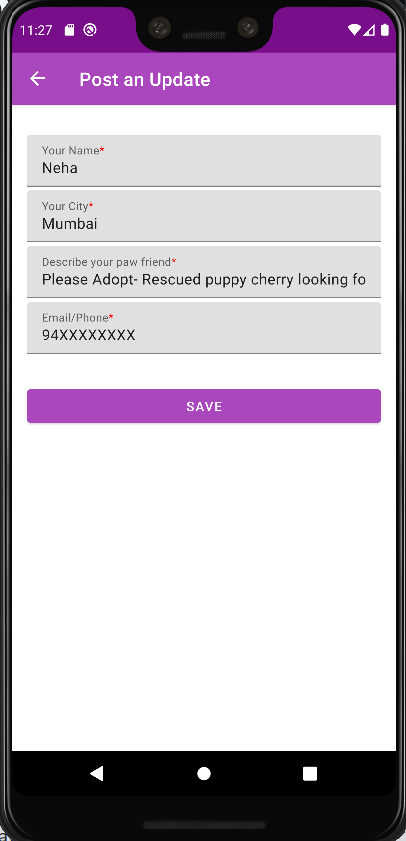 11:27
Post an Update
Your Name*
Neha
Your City*
Mumbai
Describe your paw friend*
Please Adopt- Rescued puppy cherry looking fo
Email/Phone*
94XXXXXXXX
SAVE